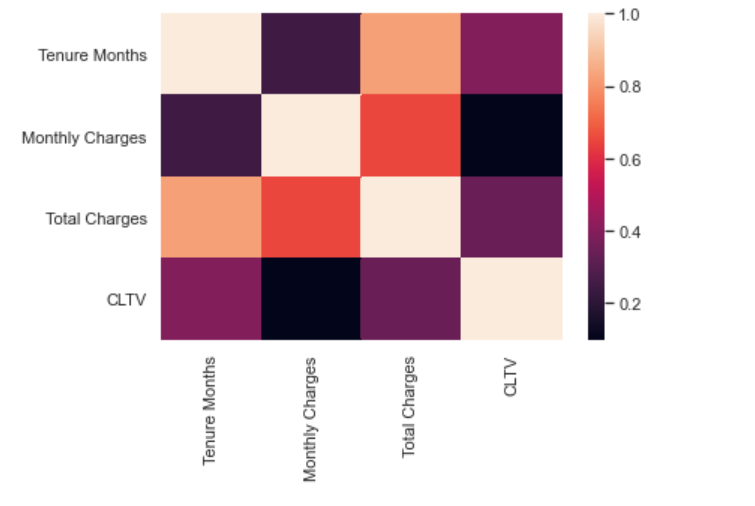 Tenure Months
Monthly Charges
Total Charges
CLTV
1.0
0.8
0.6
0.4
0.2
Tenure Months
Monthly Charges
Total Charges
CLTV